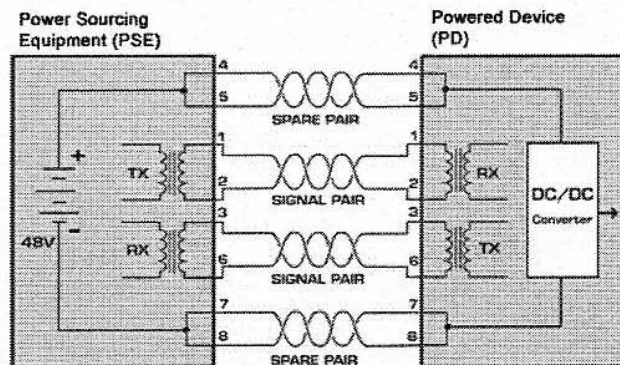 Power Sourcing
Equipment (PSE)
Powered Device
(PD)
4
4
5
5
SPARE PAIR
1
1
+
TX
RX
2
2
SIGNAL PAIR
DC/DC
Converter
3
3
-
48V
RX
TX
6
6
SIGNAL PAIR
7
7
8
8
SPARE PAIR